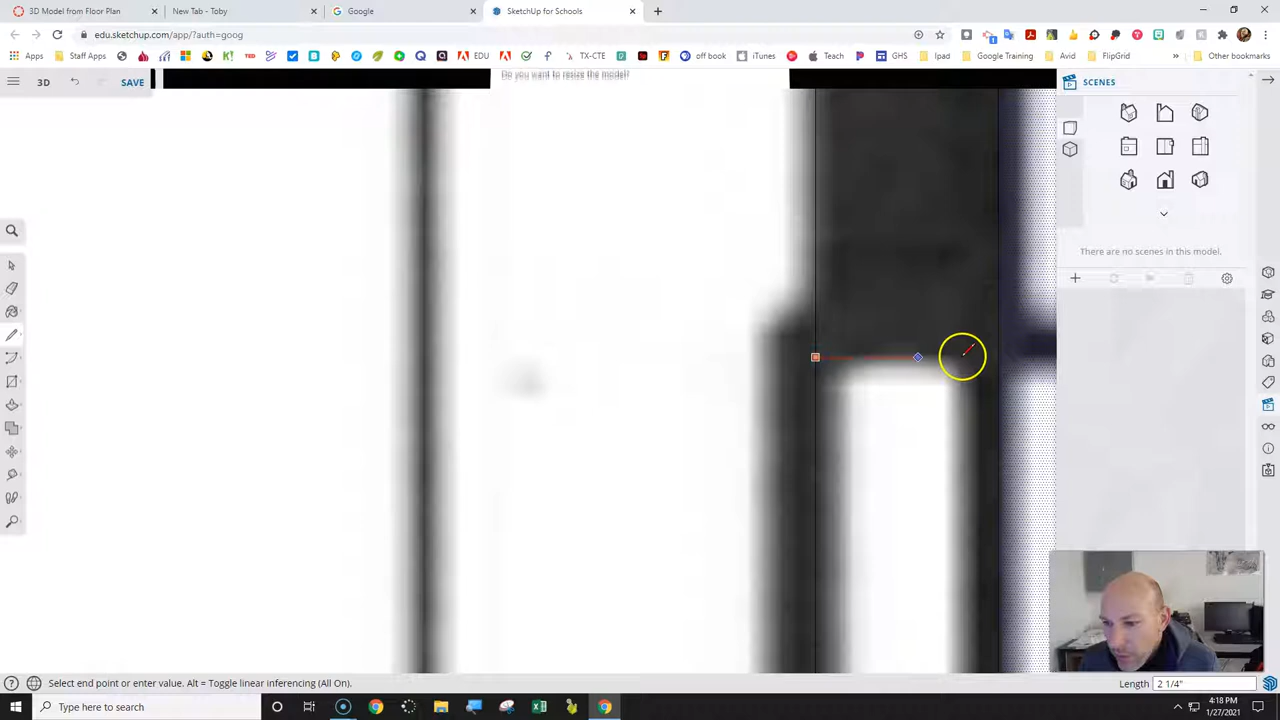 3D Model from Floor Plan
New Tab - Toby
Google
SketchUp for Schools
edu.sketchup.com/app/?auth=goog
Apps
Staff Apps
TED
EDU
TX-CTE
off book
iTunes
Teach
GHS
Ipad
Google Training
Avid
FlipGrid
Other bookmarks
3D
SAVE
Do you want to resize the model?
SCENES
There are no scenes in this model.
Select end point or enter value. Alt = Toggle linear inferencing (All On).
Length
2 1/4"
Type here to search
4:18 PM
1/27/2021